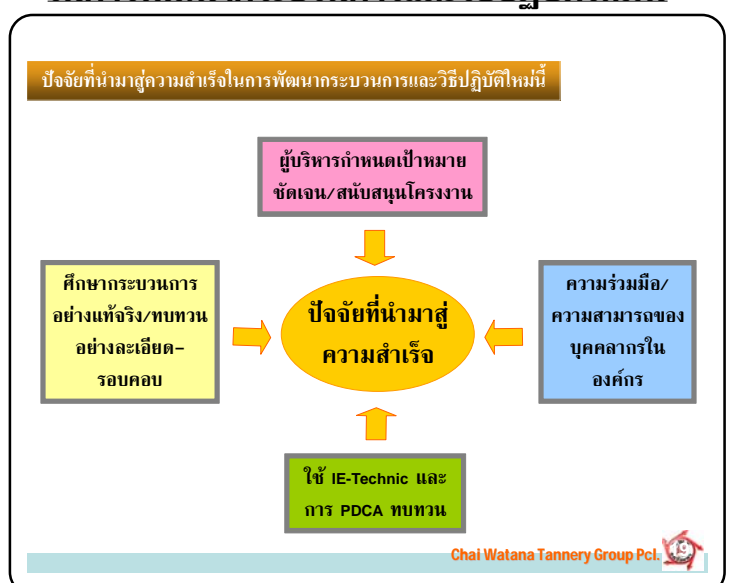 ปัจจัยที่นำมาสู่ความสำเร็จในการพัฒนากระบวนการและวิธีปฏิบัติใหม่นี้
ผู้บริหารกำหนดเป้าหมาย
ชัดเจน/สนับสนุนโครงงาน
ศึกษากระบวนการ
อย่างแท้จริง/ทบทวน
อย่างละเอียด-
รอบคอบ
ปัจจัยที่นำมาสู่
ความสำเร็จ
ความร่วมมือ/
ความสามารถของ
บุคคลากรใน
องค์กร
ใช้ IE-Technic และ
การ PDCA ทบทวน
Chai Watana Tannery Group Pcl.
19